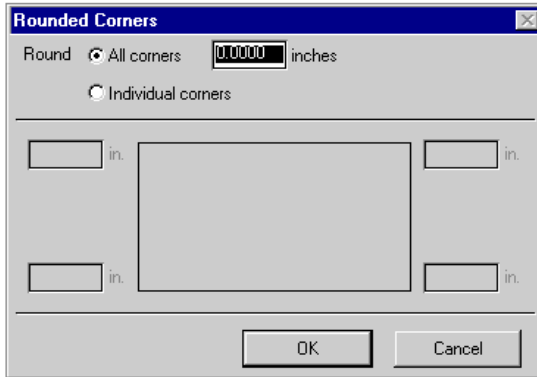 Rounded Corners
Round All corners 0.0000 inches
Individual corners
in. in.
in. in.
OK Cancel